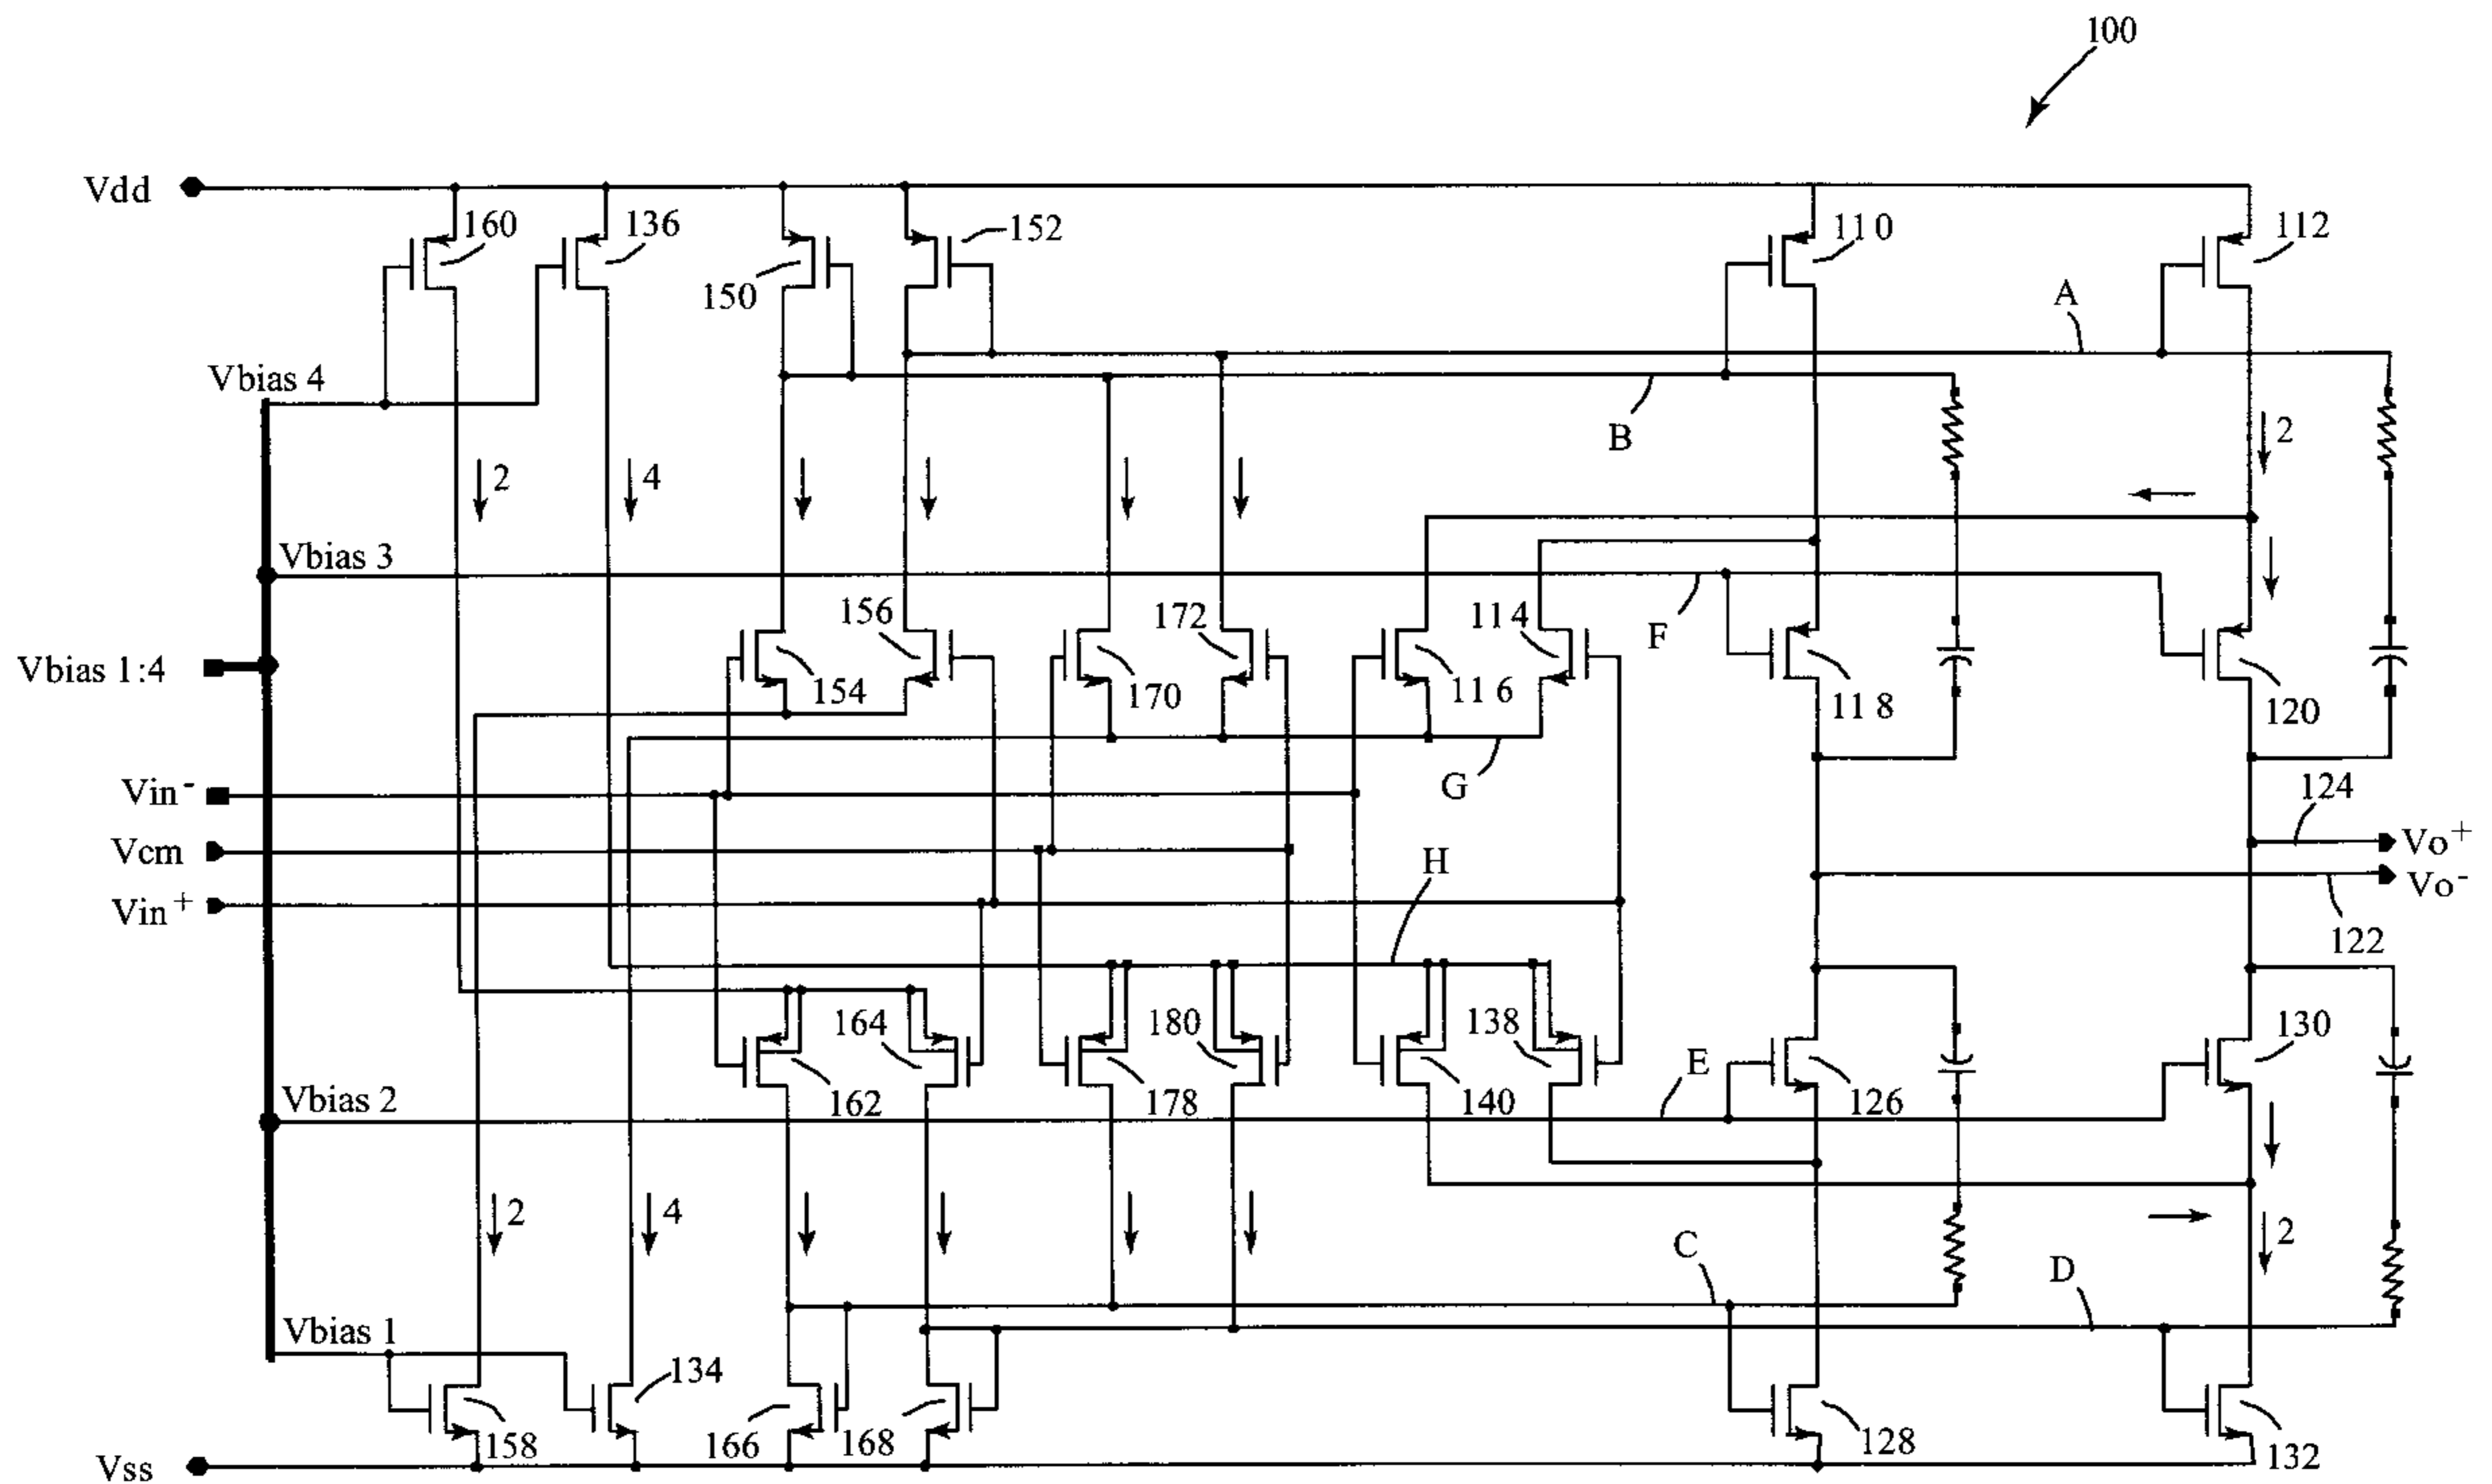 100
Vdd
160
136
150
152
110
112
A
Vbias 4
B
2
2
4
Vbias 3
156
172
114
F
Vbias 1:4
154
170
116
118
120
G
Vin-
124
Vcm
Vo+
H
Vin+
Vo-
122
164
180
138
130
E
162
178
140
126
Vbias 2
2
4
C
2
D
Vbias 1
134
158
166
168
128
132
Vss